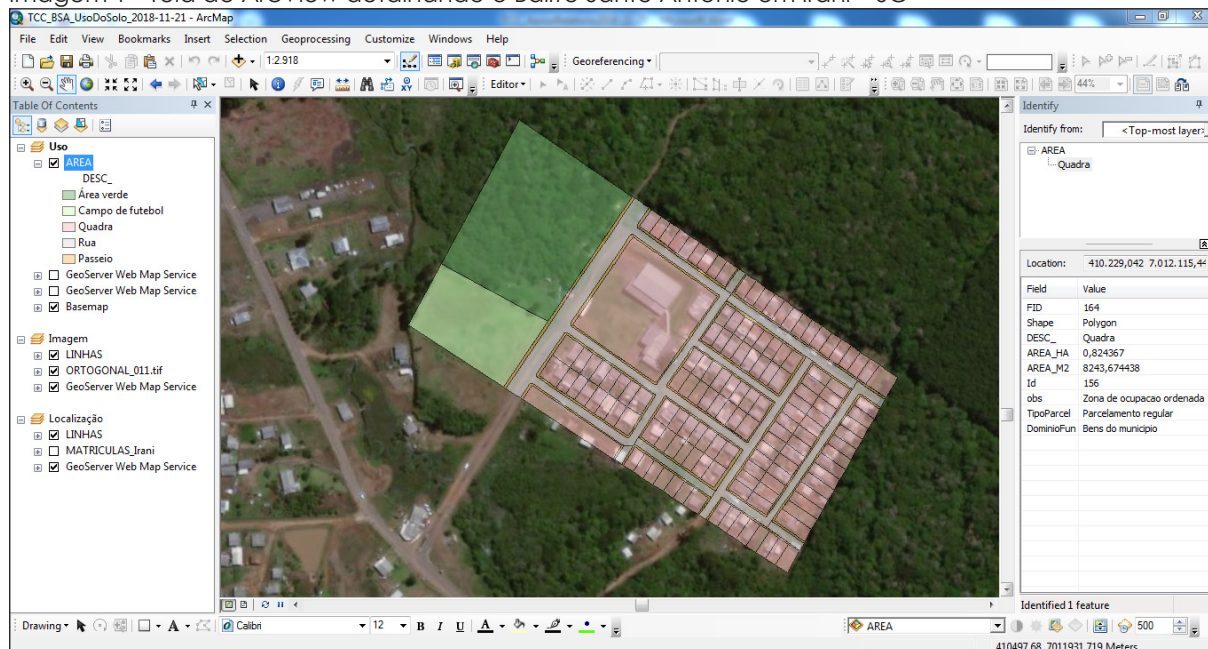 Imagem 1 - Tela do ArcView detalhando o Bairro Santo Antônio em Irani - SC
TCC_BSA_UsoDoSolo_2018-11-21 - ArcMap
File Edit View Bookmarks Insert Selection Geoprocessing Customize Windows Help
1:2.918 Georeferencing
Editor 44%
Table Of Contents
Uso
AREA
DESC_
Área verde
Campo de futebol
Quadra
Rua
Passeio
GeoServer Web Map Service
GeoServer Web Map Service
Basemap
Imagem
LINHAS
ORTOGONAL_011.tif
GeoServer Web Map Service
Localização
LINHAS
MATRICULAS_Irani
GeoServer Web Map Service
Identify
Identify from: <Top-most layer>
AREA
Quadra
Location: 410.229,042 7.012.115,44
Field Value
FID 164
Shape Polygon
DESC_ Quadra
AREA_HA 0,824367
AREA_M2 8243,674438
Id 156
obs Zona de ocupacao ordenada
TipoParcel Parcelamento regular
DominioFun Bens do municipio
Identified 1 feature
Drawing A Calibri 12 B I U A AREA 500
410497,68 7011931,719 Meters